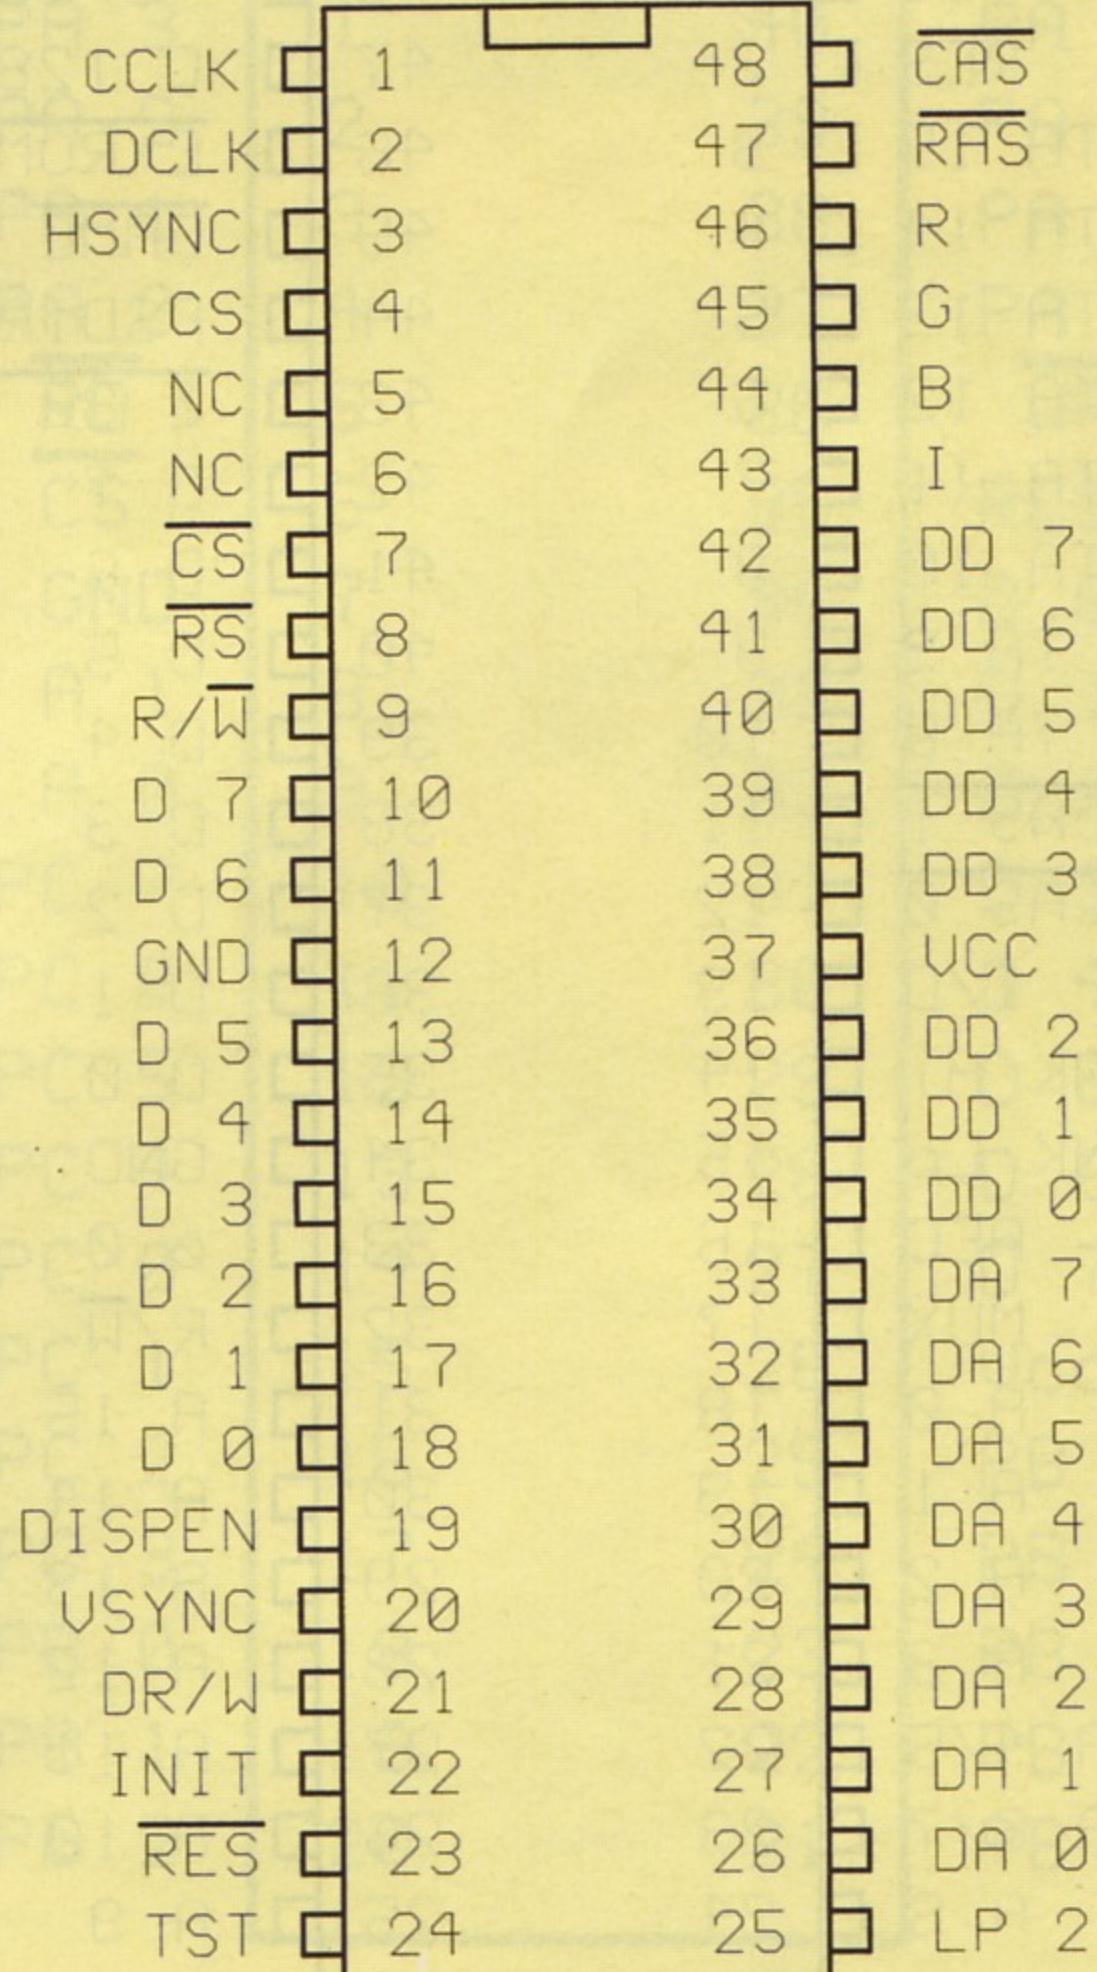 CCLK 1 48 C̅A̅S̅
DCLK 2 47 R̅A̅S̅
HSYNC 3 46 R
CS 4 45 G
NC 5 44 B
NC 6 43 I
C̅S̅ 7 42 DD 7
R̅S̅ 8 41 DD 6
R/W̅ 9 40 DD 5
D 7 10 39 DD 4
D 6 11 38 DD 3
GND 12 37 VCC
D 5 13 36 DD 2
D 4 14 35 DD 1
D 3 15 34 DD 0
D 2 16 33 DA 7
D 1 17 32 DA 6
D 0 18 31 DA 5
DISPEN 19 30 DA 4
VSYNC 20 29 DA 3
DR/W 21 28 DA 2
INIT 22 27 DA 1
R̅E̅S̅ 23 26 DA 0
TST 24 25 LP 2